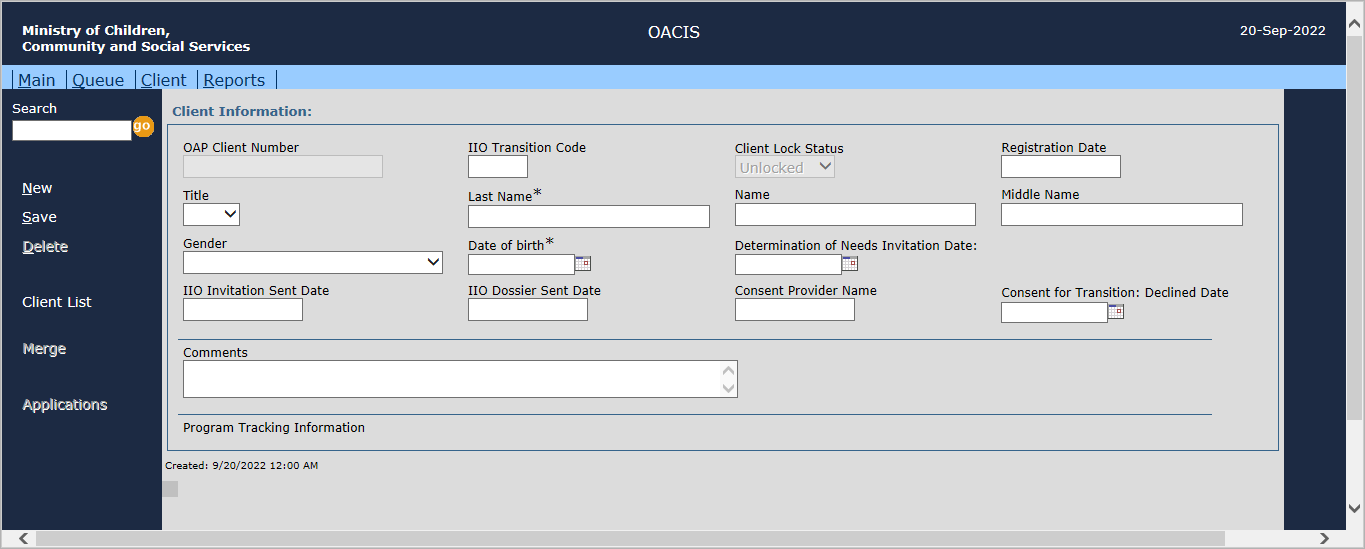 Ministry of Children,
Community and Social Services
OACIS
20-Sep-2022
Main Queue Client Reports
Search
go
New
Save
Delete
Client List
Merge
Applications
Client Information:
OAP Client Number
IIO Transition Code
Client Lock Status
Unlocked
Registration Date
Title
Last Name*
Name
Middle Name
Gender
Date of birth*
Determination of Needs Invitation Date:
IIO Invitation Sent Date
IIO Dossier Sent Date
Consent Provider Name
Consent for Transition: Declined Date
Comments
Program Tracking Information
Created: 9/20/2022 12:00 AM